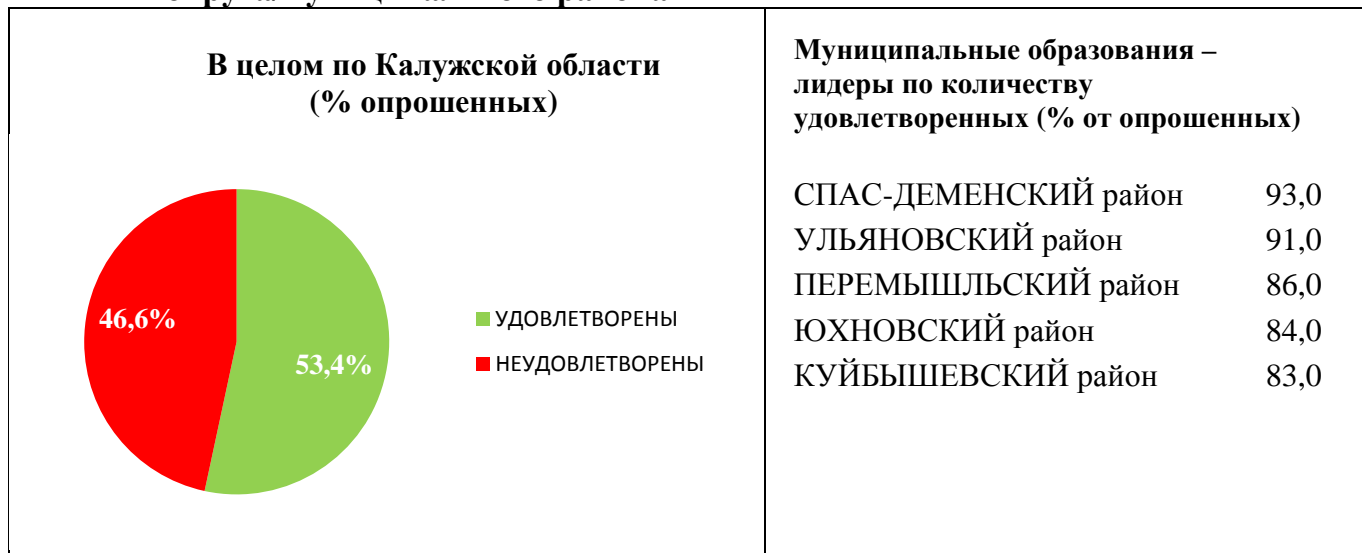 В целом по Калужской области
(% опрошенных)
46,6%
53,4%
УДОВЛЕТВОРЕНЫ
НЕУДОВЛЕТВОРЕНЫ
Муниципальные образования –
лидеры по количеству
удовлетворенных (% от опрошенных)
СПАС-ДЕМЕНСКИЙ район 93,0
УЛЬЯНОВСКИЙ район 91,0
ПЕРЕМЫШЛЬСКИЙ район 86,0
ЮХНОВСКИЙ район 84,0
КУЙБЫШЕВСКИЙ район 83,0